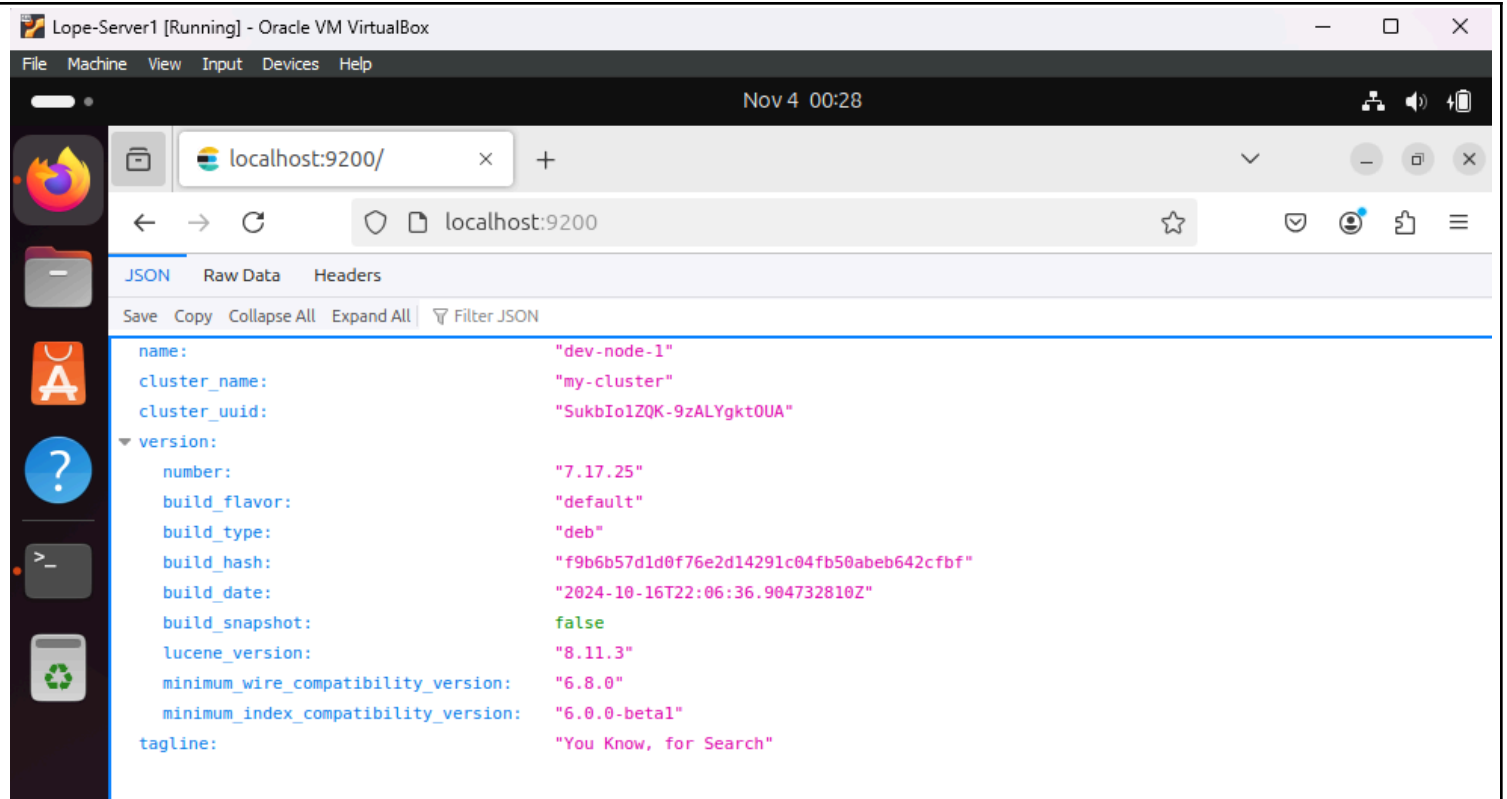 Lope-Server1 [Running] - Oracle VM VirtualBox
File Machine View Input Devices Help
Nov 4 00:28
localhost:9200/
localhost:9200
JSON Raw Data Headers
Save Copy Collapse All Expand All Filter JSON
name: "dev-node-1"
cluster_name: "my-cluster"
cluster_uuid: "SukbIo1ZQK-9zALYgktOUA"
version:
number: "7.17.25"
build_flavor: "default"
build_type: "deb"
build_hash: "f9b6b57d1d0f76e2d14291c04fb50abeb642cfbf"
build_date: "2024-10-16T22:06:36.904732810Z"
build_snapshot: false
lucene_version: "8.11.3"
minimum_wire_compatibility_version: "6.8.0"
minimum_index_compatibility_version: "6.0.0-beta1"
tagline: "You Know, for Search"